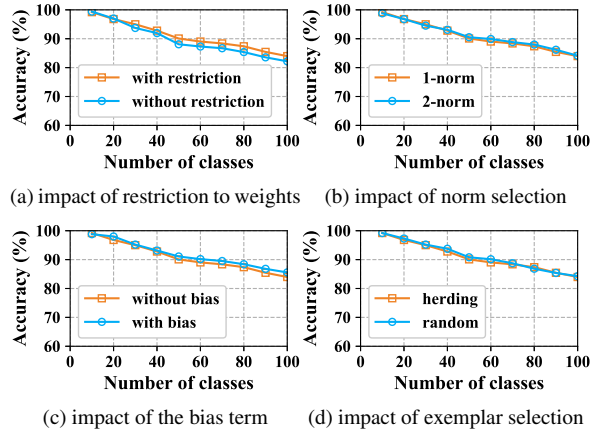 100
90
80
70
60
Accuracy (%)
with restriction
without restriction
0 20 40 60 80 100
Number of classes
(a) impact of restriction to weights
100
90
80
70
60
Accuracy (%)
1-norm
2-norm
0 20 40 60 80 100
Number of classes
(b) impact of norm selection
100
90
80
70
60
Accuracy (%)
without bias
with bias
0 20 40 60 80 100
Number of classes
(c) impact of the bias term
100
90
80
70
60
Accuracy (%)
herding
random
0 20 40 60 80 100
Number of classes
(d) impact of exemplar selection